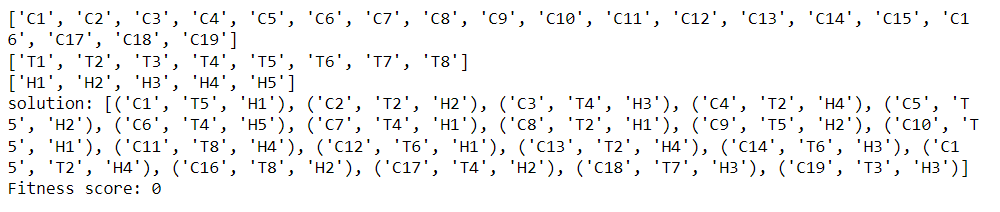 ['C1', 'C2', 'C3', 'C4', 'C5', 'C6', 'C7', 'C8', 'C9', 'C10', 'C11', 'C12', 'C13', 'C14', 'C15', 'C1
6', 'C17', 'C18', 'C19']
['T1', 'T2', 'T3', 'T4', 'T5', 'T6', 'T7', 'T8']
['H1', 'H2', 'H3', 'H4', 'H5']
solution: [('C1', 'T5', 'H1'), ('C2', 'T2', 'H2'), ('C3', 'T4', 'H3'), ('C4', 'T2', 'H4'), ('C5', 'T
5', 'H2'), ('C6', 'T4', 'H5'), ('C7', 'T4', 'H1'), ('C8', 'T2', 'H1'), ('C9', 'T5', 'H2'), ('C10', 'T
5', 'H1'), ('C11', 'T8', 'H4'), ('C12', 'T6', 'H1'), ('C13', 'T2', 'H4'), ('C14', 'T6', 'H3'), ('C1
5', 'T2', 'H4'), ('C16', 'T8', 'H2'), ('C17', 'T4', 'H2'), ('C18', 'T7', 'H3'), ('C19', 'T3', 'H3')]
Fitness score: 0